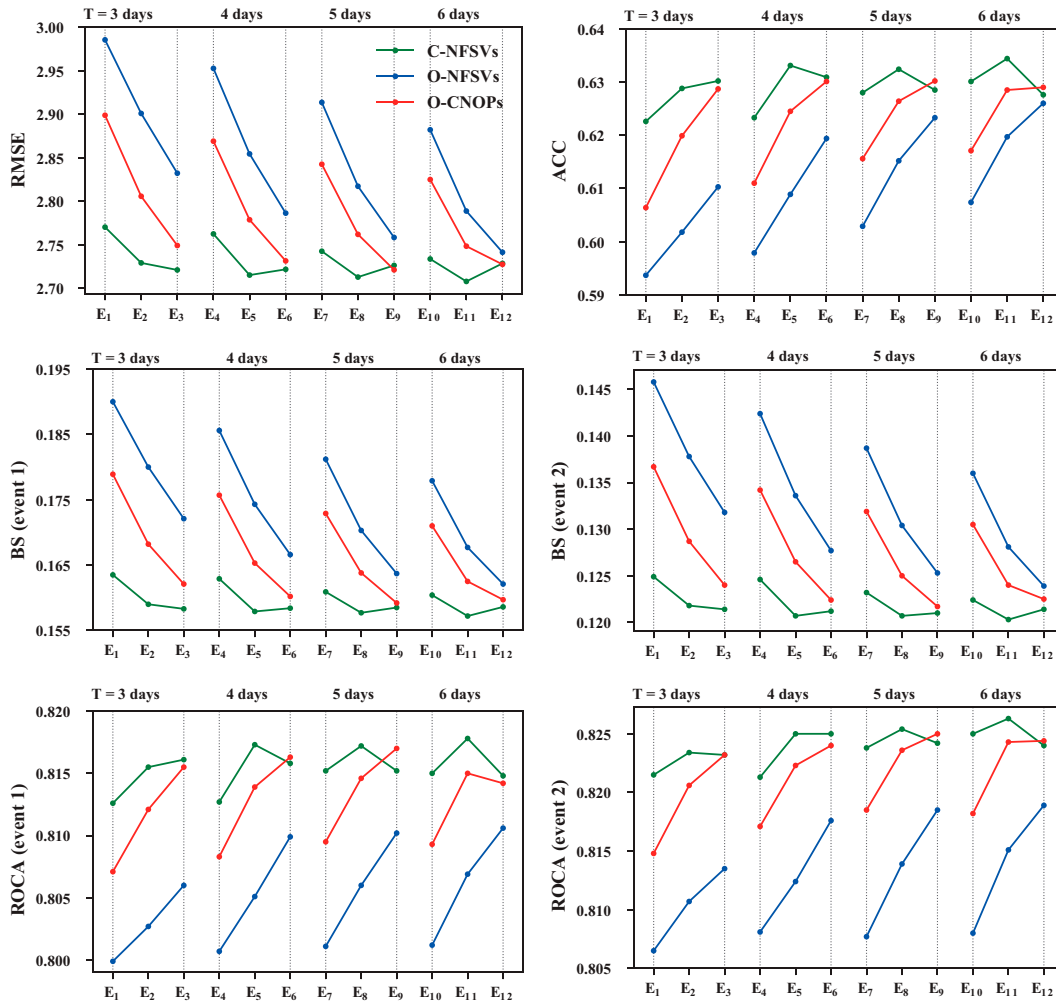 T = 3 days 4 days 5 days 6 days
3.00
2.95
2.90
2.85
2.80
2.75
2.70
RMSE
C-NFSVs
O-NFSVs
O-CNOPs
E₁ E₂ E₃ E₄ E₅ E₆ E₇ E₈ E₉ E₁₀ E₁₁ E₁₂
T = 3 days 4 days 5 days 6 days
0.64
0.63
0.62
0.61
0.60
0.59
ACC
E₁ E₂ E₃ E₄ E₅ E₆ E₇ E₈ E₉ E₁₀ E₁₁ E₁₂
T = 3 days 4 days 5 days 6 days
0.195
0.185
0.175
0.165
0.155
BS (event 1)
E₁ E₂ E₃ E₄ E₅ E₆ E₇ E₈ E₉ E₁₀ E₁₁ E₁₂
T = 3 days 4 days 5 days 6 days
0.145
0.140
0.135
0.130
0.125
0.120
BS (event 2)
E₁ E₂ E₃ E₄ E₅ E₆ E₇ E₈ E₉ E₁₀ E₁₁ E₁₂
T = 3 days 4 days 5 days 6 days
0.820
0.815
0.810
0.805
0.800
ROCA (event 1)
E₁ E₂ E₃ E₄ E₅ E₆ E₇ E₈ E₉ E₁₀ E₁₁ E₁₂
T = 3 days 4 days 5 days 6 days
0.825
0.820
0.815
0.810
0.805
ROCA (event 2)
E₁ E₂ E₃ E₄ E₅ E₆ E₇ E₈ E₉ E₁₀ E₁₁ E₁₂